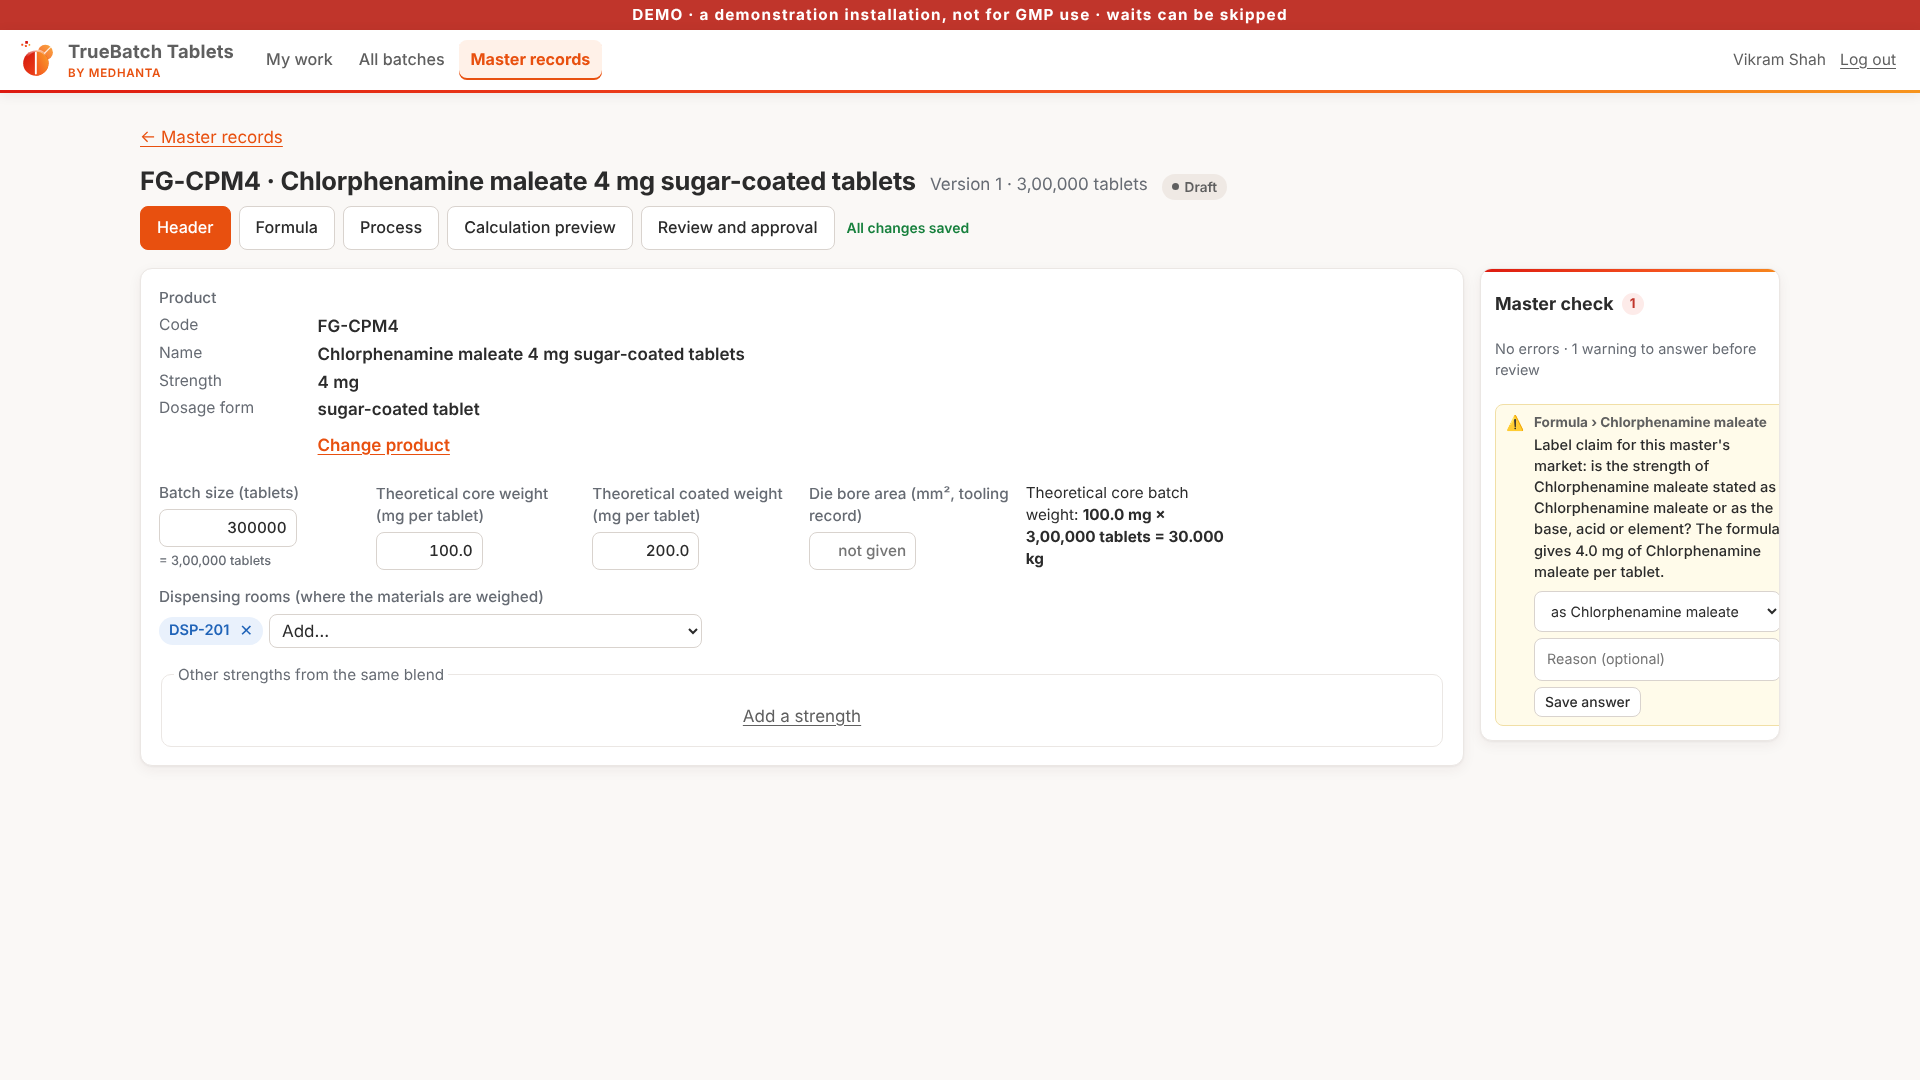 DEMO · a demonstration installation, not for GMP use · waits can be skipped
TrueBatch Tablets
BY MEDHANTA
My work
All batches
Master records
Vikram Shah
Log out
← Master records
FG-CPM4 · Chlorphenamine maleate 4 mg sugar-coated tablets
Version 1 · 3,00,000 tablets
Draft
Header
Formula
Process
Calculation preview
Review and approval
All changes saved
Product
Code
FG-CPM4
Name
Chlorphenamine maleate 4 mg sugar-coated tablets
Strength
4 mg
Dosage form
sugar-coated tablet
Change product
Batch size (tablets)
300000
= 3,00,000 tablets
Theoretical core weight
(mg per tablet)
100.0
Theoretical coated weight
(mg per tablet)
200.0
Die bore area (mm², tooling
record)
not given
Theoretical core batch
weight: 100.0 mg ×
3,00,000 tablets = 30.000
kg
Dispensing rooms (where the materials are weighed)
DSP-201 ✕
Add...
Other strengths from the same blend
Add a strength
Master check 1
No errors · 1 warning to answer before
review
Formula › Chlorphenamine maleate
Label claim for this master's
market: is the strength of
Chlorphenamine maleate stated as
Chlorphenamine maleate or as the
base, acid or element? The formula
gives 4.0 mg of Chlorphenamine
maleate per tablet.
as Chlorphenamine maleate
Reason (optional)
Save answer